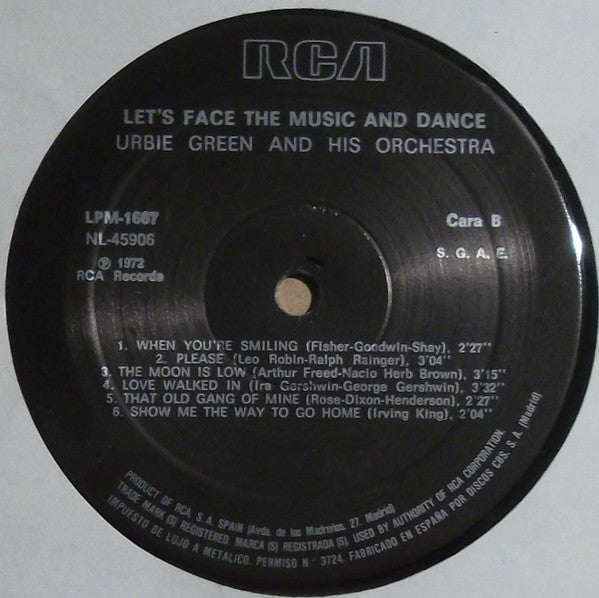 RCA
LET'S FACE THE MUSIC AND DANCE
URBIE GREEN AND HIS ORCHESTRA
LPM-1667
NL-45906
Ⓟ 1973
RCA Records
Cara B
S. G. A. E.
1. WHEN YOU'RE SMILING (Fisher-Goodwin-Shay), 2'27"
2. PLEASE (Leo Robin-Ralph Rainger), 3'04"
3. THE MOON IS LOW (Arthur Freed-Nacio Herb Brown), 3'15"
4. LOVE WALKED IN (Ira Gershwin-George Gershwin), 3'32"
5. THAT OLD GANG OF MINE (Rose-Dixon-Henderson), 2'27"
6. SHOW ME THE WAY TO GO HOME (Irving King), 2'04"
PRODUCT OF RCA, S. A. SPAIN (Avda. de los Madroños, 27. Madrid)
TRADE MARK (S) REGISTERED. MARCA (S) REGISTRADA (S). USED BY AUTHORITY OF RCA CORPORATION.
IMPUESTO DE LUJO A METALICO. PERMISO N.º 3724. FABRICADO EN ESPAÑA POR DISCOS CBS, S. A. (Madrid)